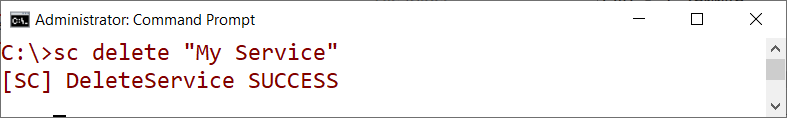 Administrator: Command Prompt
C:\>sc delete "My Service"
[SC] DeleteService SUCCESS